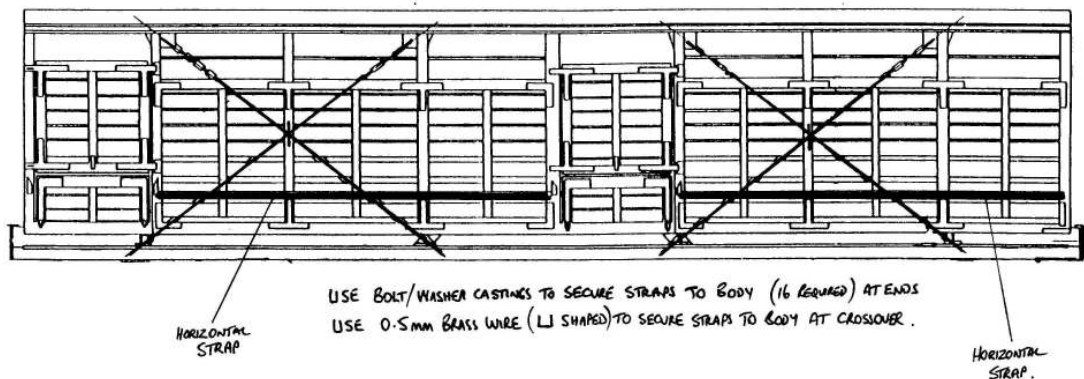 USE BOLT/WASHER CASTINGS TO SECURE STRAPS TO BODY (16 REQUIRED) AT ENDS
USE 0.5mm BRASS WIRE (⊔ SHAPED) TO SECURE STRAPS TO BODY AT CROSSOVER.
HORIZONTAL
STRAP
HORIZONTAL
STRAP.